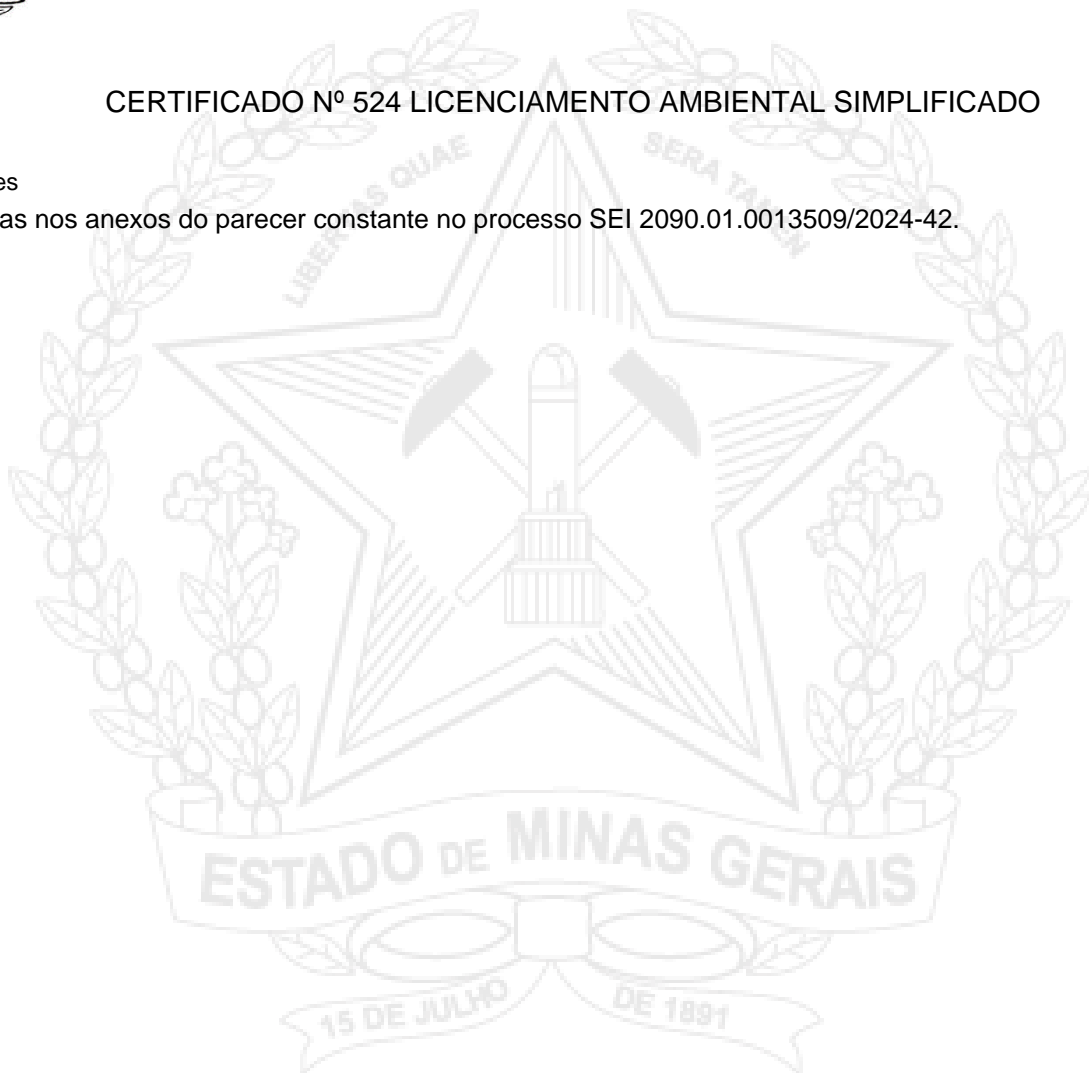 CERTIFICADO Nº 524 LICENCIAMENTO AMBIENTAL SIMPLIFICADO
es
as nos anexos do parecer constante no processo SEI 2090.01.0013509/2024-42.
LIBERTAS QUAE SERA TAMEN
ESTADO DE MINAS GERAIS
15 DE JULHO DE 1891